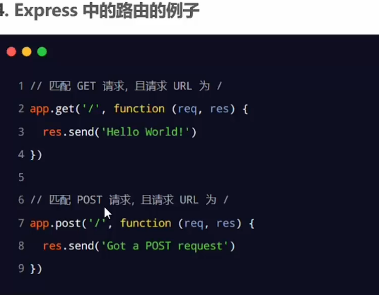 4. Express 中的路由的例子
1 // 匹配 GET 请求，且请求 URL 为 /
2 app.get('/', function (req, res) {
3   res.send('Hello World!')
4 })
5
6 // 匹配 POST 请求，且请求 URL 为 /
7 app.post('/', function (req, res) {
8   res.send('Got a POST request')
9 })